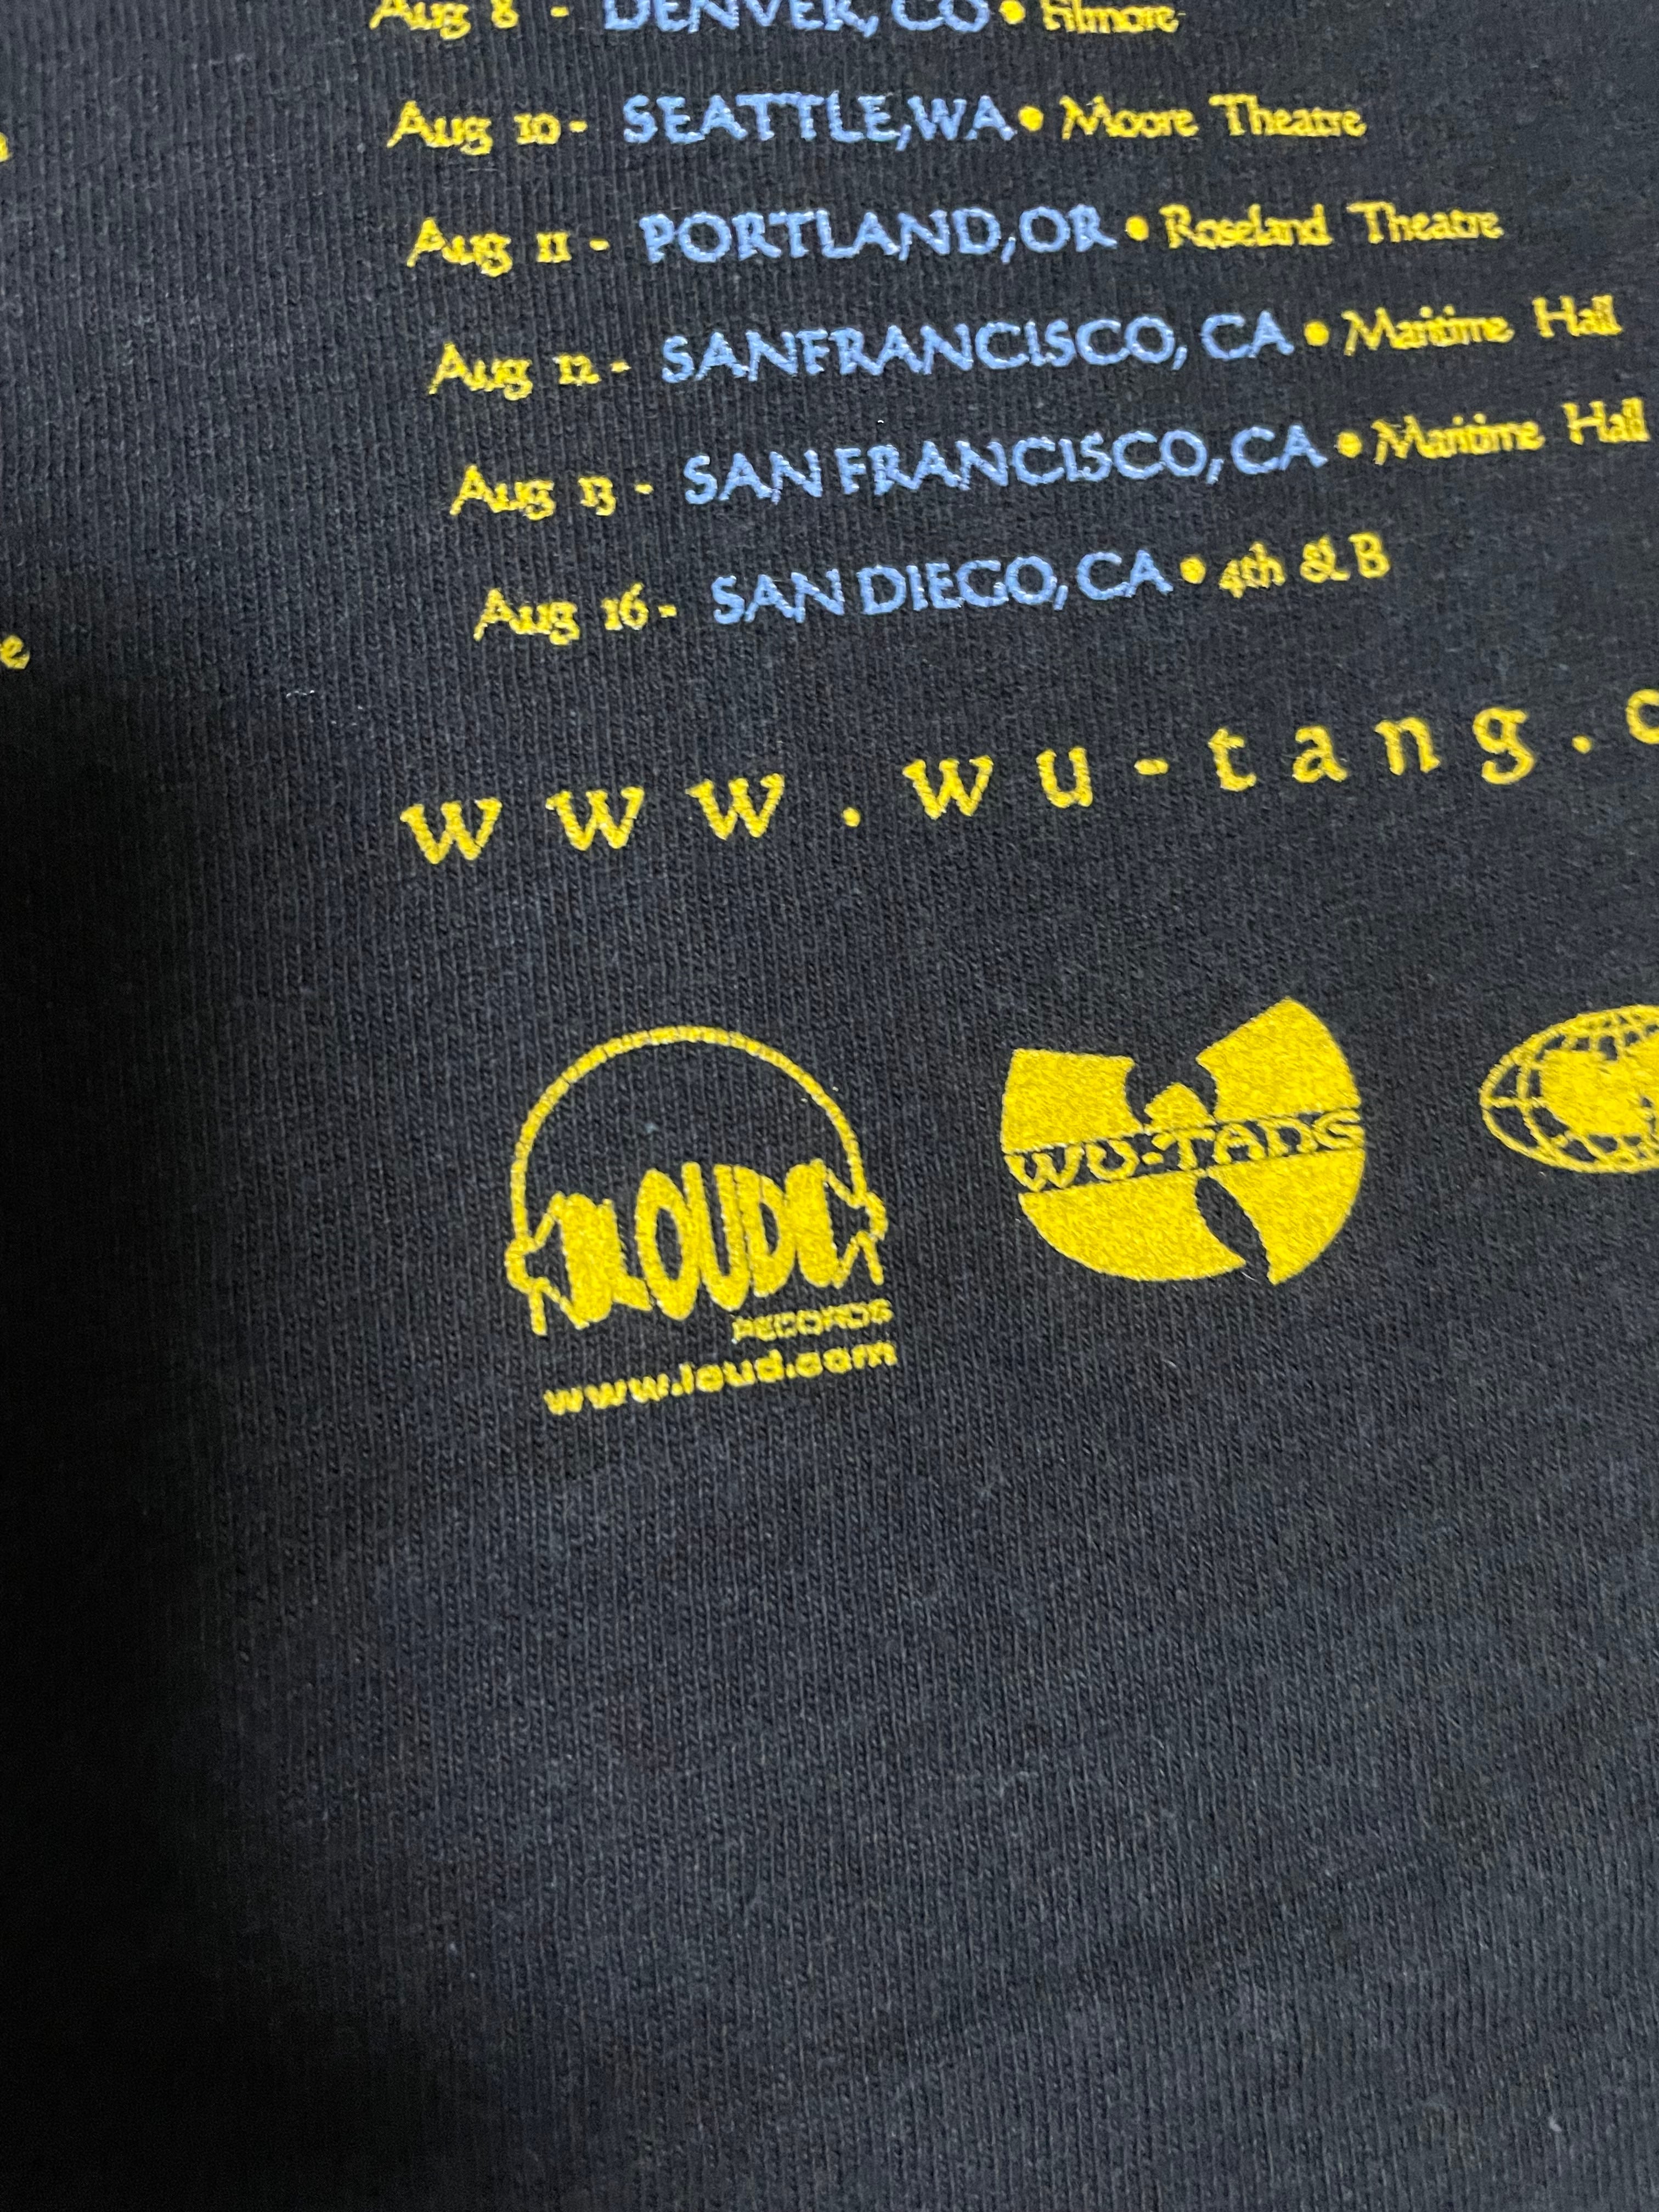 Aug 8 - DENVER, CO • Filmore
Aug 10 - SEATTLE,WA • Moore Theatre
Aug 11 - PORTLAND,OR • Roseland Theatre
Aug 12 - SANFRANCISCO, CA • Maritime Hall
Aug 13 - SAN FRANCISCO, CA • Maritime Hall
Aug 16 - SAN DIEGO, CA • 4th & B
www.wu-tang.c
LOUD
RECORDS
www.loud.com
WU-TANG